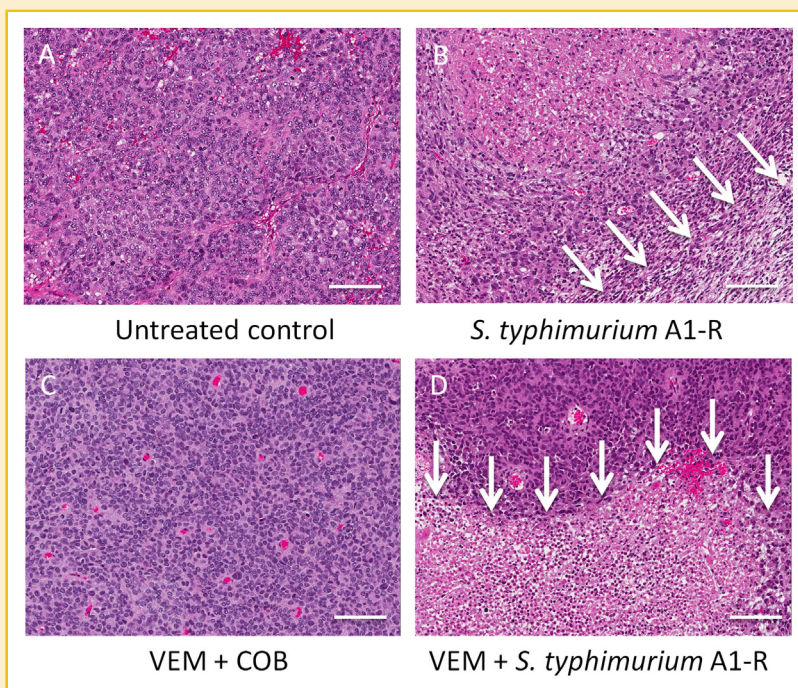 A
B
Untreated control
S. typhimurium A1-R
C
D
VEM + COB
VEM + S. typhimurium A1-R